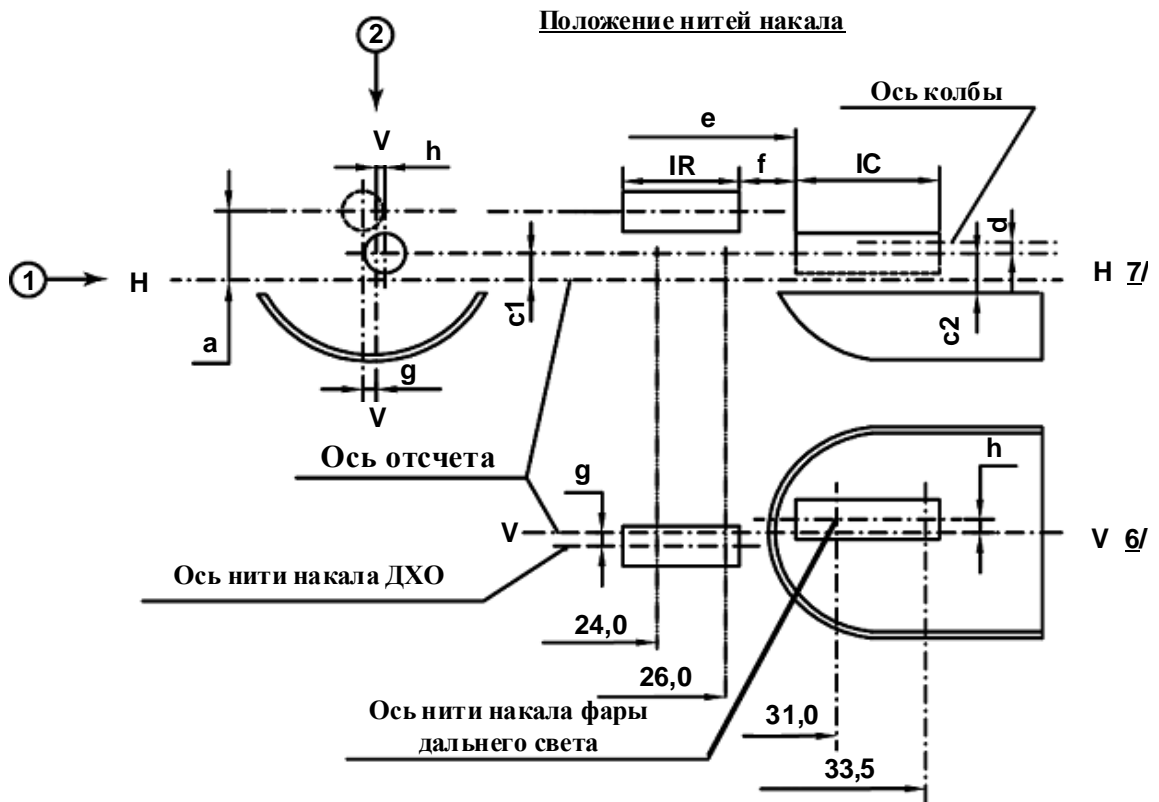 Положение нитей накала
2
Ось колбы
V
h
e
IR
f
IC
d
1
H
H 7/
a
c1
c2
g
V
Ось отсчета
g
h
V
V 6/
Ось нити накала ДХО
24,0
26,0
Ось нити накала фары
дальнего света
31,0
33,5